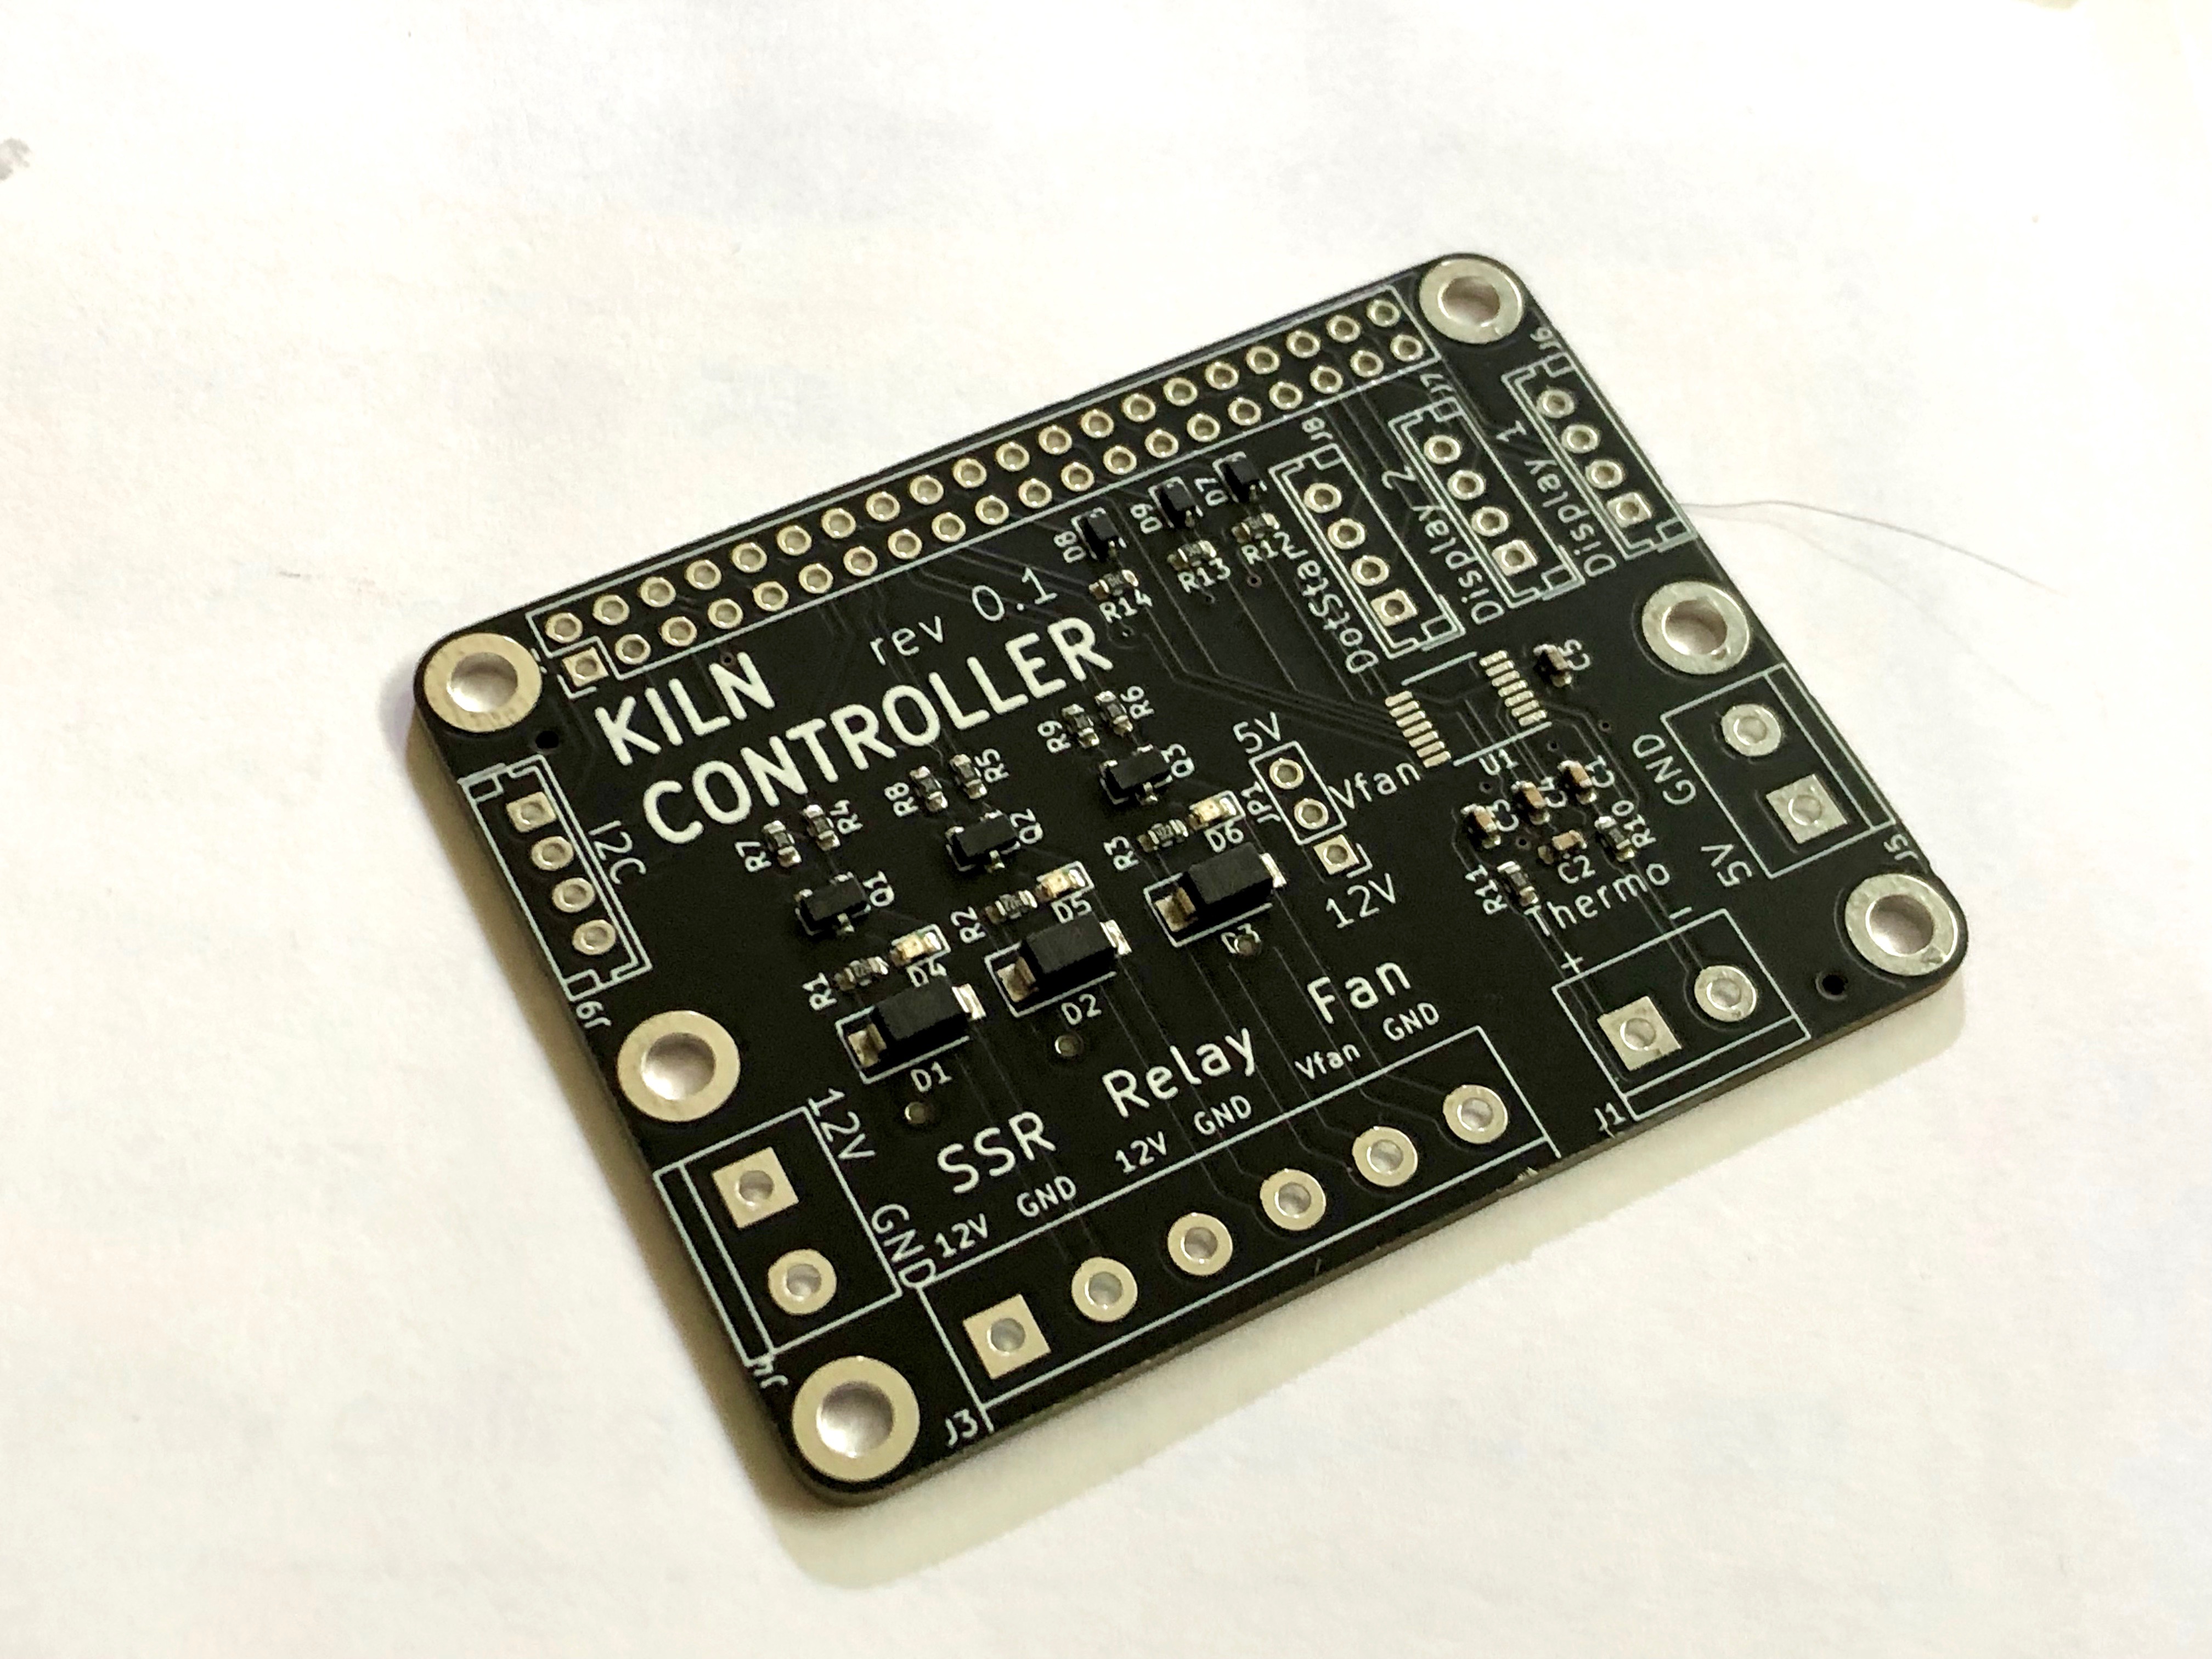 rev 0.1
KILN
CONTROLLER
I2C
J9
12V
GND
J4
R7
R4
Q1
R1
D4
D1
R8
R5
Q2
R2
D5
D2
R9
R6
Q3
R3
D6
D3
5V
JP1
Vfan
12V
D8
R14
D9
R13
D7
R12
DotStar
J8
Display 2
J7
Display 1
J6
C5
U1
C3
C4
C1
C2
R10
R11
Thermo
+
-
J1
GND
5V
J5
SSR
12V
GND
Relay
12V
GND
Fan
Vfan
GND
J3